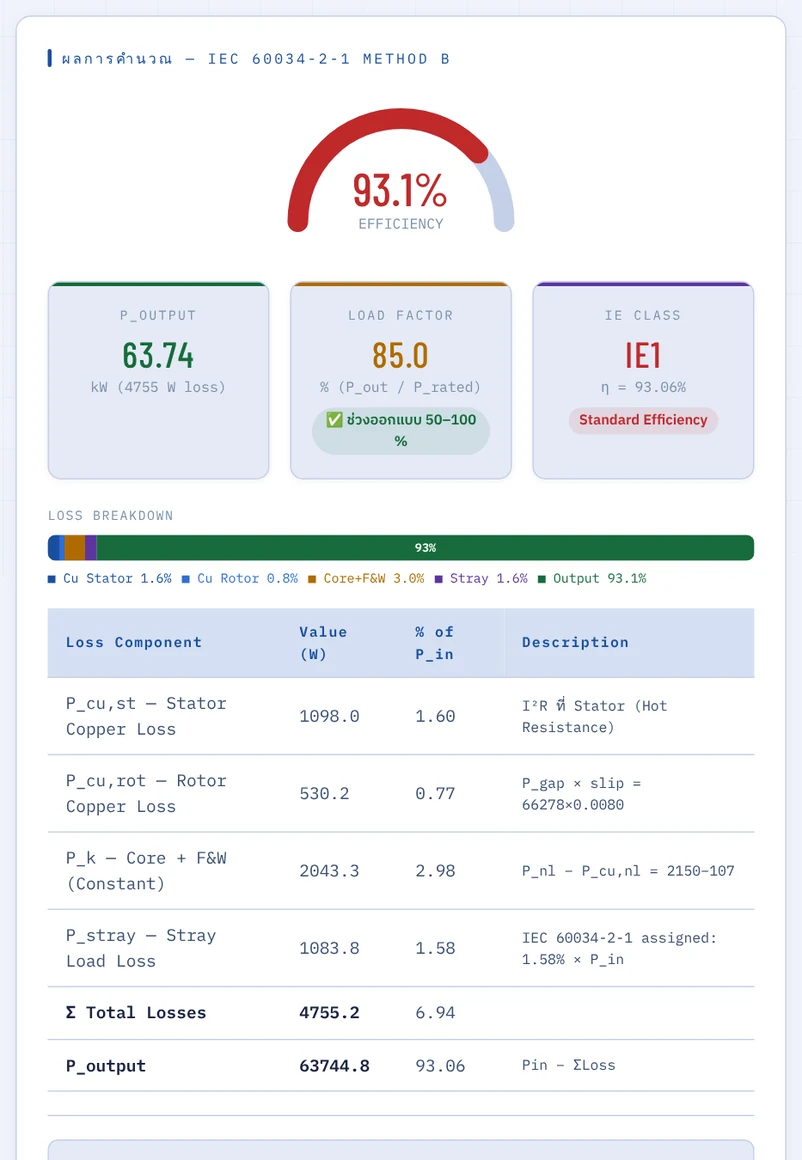 ผลการคำนวณ — IEC 60034-2-1 METHOD B
93.1%
EFFICIENCY
P_OUTPUT
63.74
kW (4755 W loss)
LOAD FACTOR
85.0
% (P_out / P_rated)
✅ ช่วงออกแบบ 50–100
%
IE CLASS
IE1
η = 93.06%
Standard Efficiency
LOSS BREAKDOWN
93%
■ Cu Stator 1.6% ■ Cu Rotor 0.8% ■ Core+F&W 3.0% ■ Stray 1.6% ■ Output 93.1%
Loss Component
Value
(W)
% of
P_in
Description
P_cu,st — Stator
Copper Loss
1098.0
1.60
I²R ที่ Stator (Hot
Resistance)
P_cu,rot — Rotor
Copper Loss
530.2
0.77
P_gap × slip =
66278×0.0080
P_k — Core + F&W
(Constant)
2043.3
2.98
P_nl − P_cu,nl = 2150−107
P_stray — Stray
Load Loss
1083.8
1.58
IEC 60034-2-1 assigned:
1.58% × P_in
Σ Total Losses
4755.2
6.94
P_output
63744.8
93.06
Pin − ΣLoss